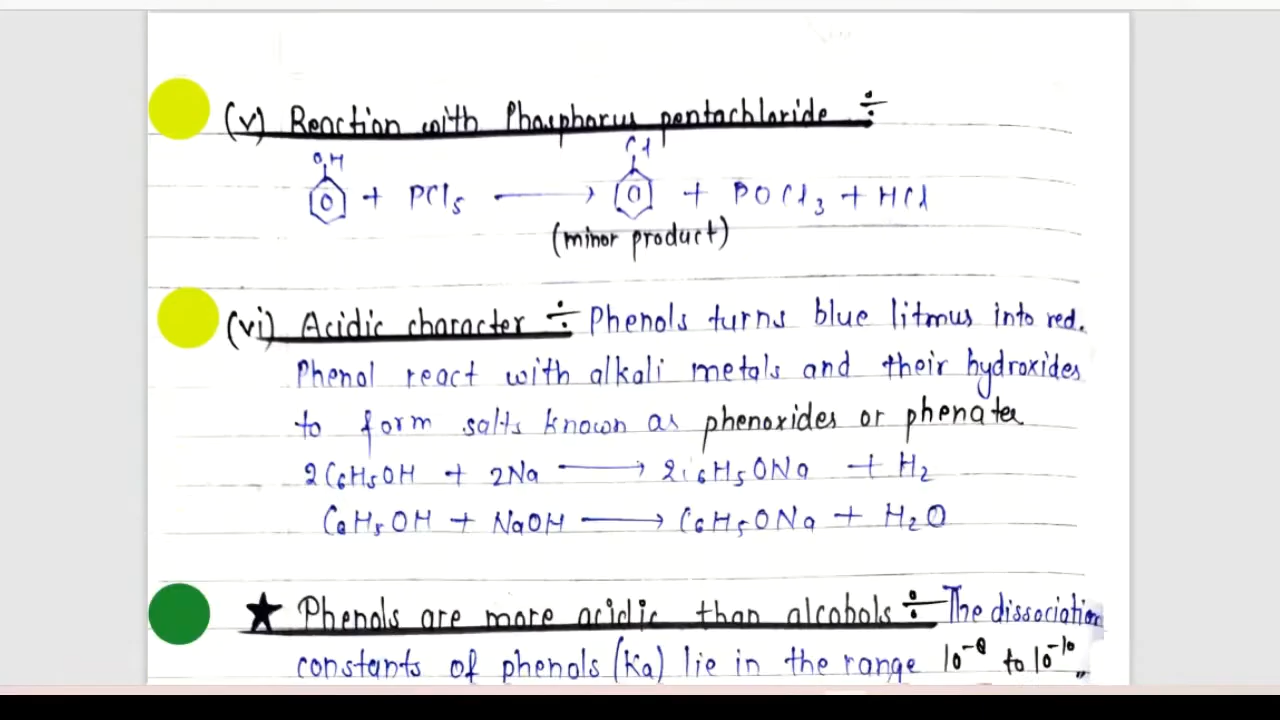 (v) Reaction with Phosphorus pentachloride ÷
OH Cl
+ PCl5 ⟶ + POCl3 + HCl
(minor product)
(vi) Acidic character ÷ Phenols turns blue litmus into red.
Phenol react with alkali metals and their hydroxides
to form salts known as phenoxides or phenates
2C6H5OH + 2Na ⟶ 2C6H5ONa + H2
C6H5OH + NaOH ⟶ C6H5ONa + H2O
★ Phenols are more acidic than alcohols ÷ The dissociation
constants of phenols (Ka) lie in the range 10⁻⁸ to 10⁻¹⁰